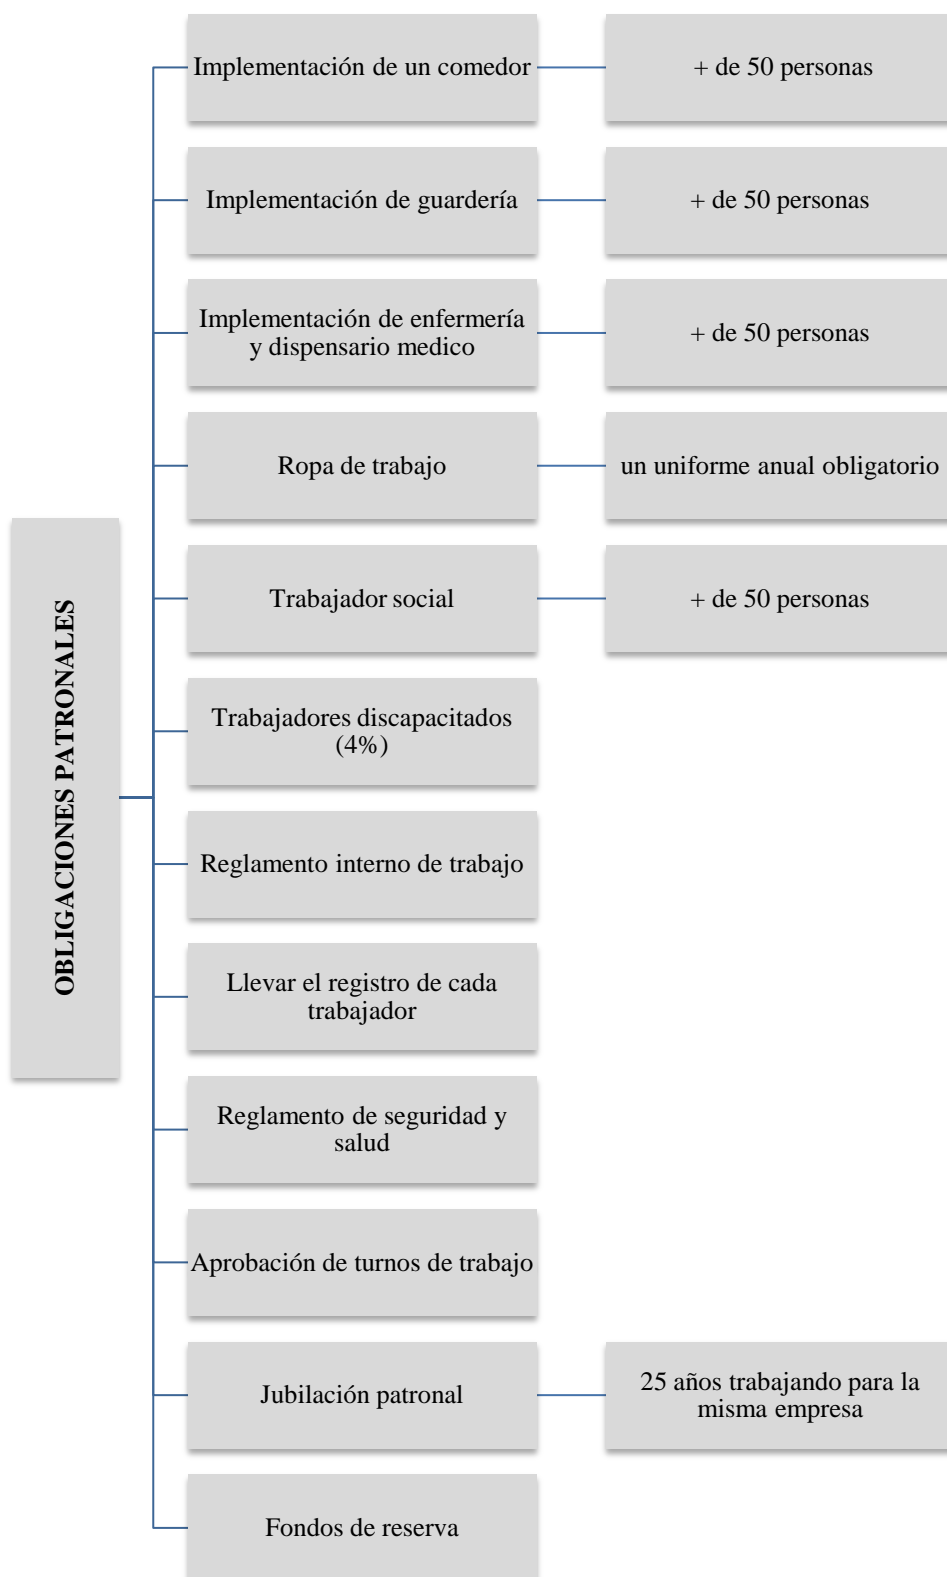 OBLIGACIONES PATRONALES
Implementación de un comedor
+ de 50 personas
Implementación de guardería
+ de 50 personas
Implementación de enfermería
y dispensario medico
+ de 50 personas
Ropa de trabajo
un uniforme anual obligatorio
Trabajador social
+ de 50 personas
Trabajadores discapacitados
(4%)
Reglamento interno de trabajo
Llevar el registro de cada
trabajador
Reglamento de seguridad y
salud
Aprobación de turnos de trabajo
Jubilación patronal
25 años trabajando para la
misma empresa
Fondos de reserva